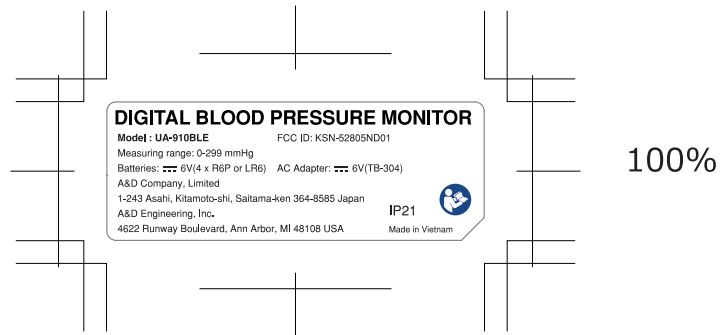 DIGITAL BLOOD PRESSURE MONITOR
Model : UA-910BLE FCC ID: KSN-52805ND01
Measuring range: 0-299 mmHg
Batteries: 6V(4 x R6P or LR6) AC Adapter: 6V(TB-304)
A&D Company, Limited
1-243 Asahi, Kitamoto-shi, Saitama-ken 364-8585 Japan
A&D Engineering, Inc.
4622 Runway Boulevard, Ann Arbor, MI 48108 USA
IP21
Made in Vietnam
100%